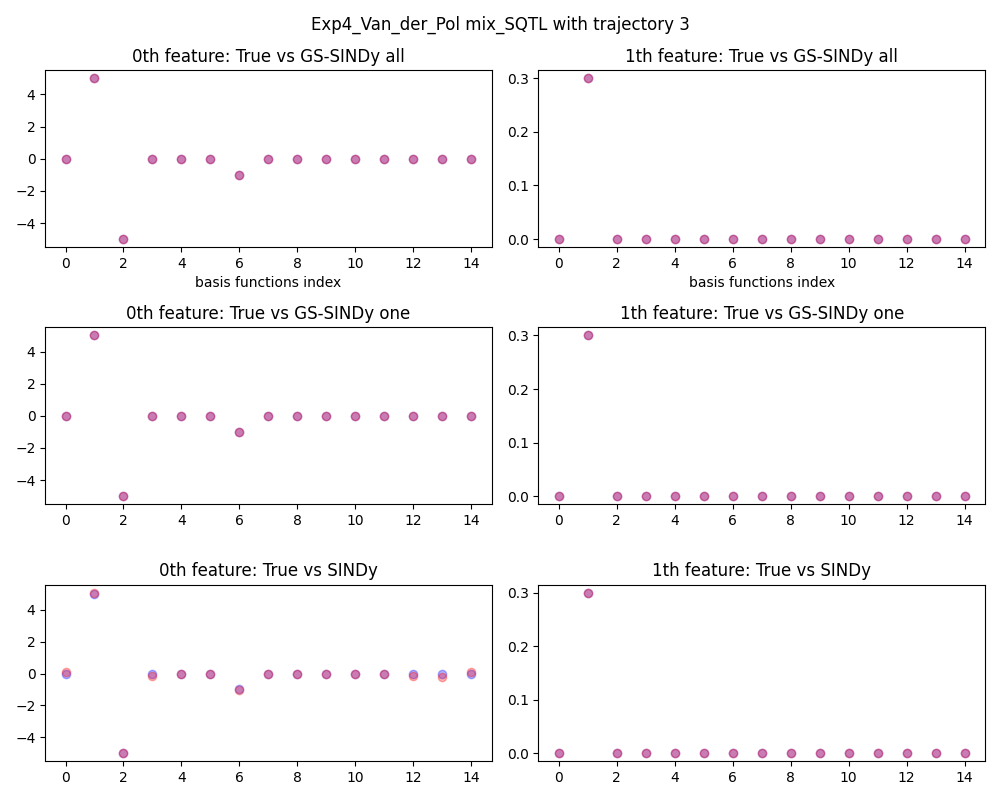 Exp4_Van_der_Pol mix_SQTL with trajectory 3
0th feature: True vs GS-SINDy all
4
2
0
−2
−4
0 2 4 6 8 10 12 14
basis functions index
1th feature: True vs GS-SINDy all
0.3
0.2
0.1
0.0
0 2 4 6 8 10 12 14
basis functions index
0th feature: True vs GS-SINDy one
4
2
0
−2
−4
0 2 4 6 8 10 12 14
1th feature: True vs GS-SINDy one
0.3
0.2
0.1
0.0
0 2 4 6 8 10 12 14
0th feature: True vs SINDy
4
2
0
−2
−4
0 2 4 6 8 10 12 14
1th feature: True vs SINDy
0.3
0.2
0.1
0.0
0 2 4 6 8 10 12 14